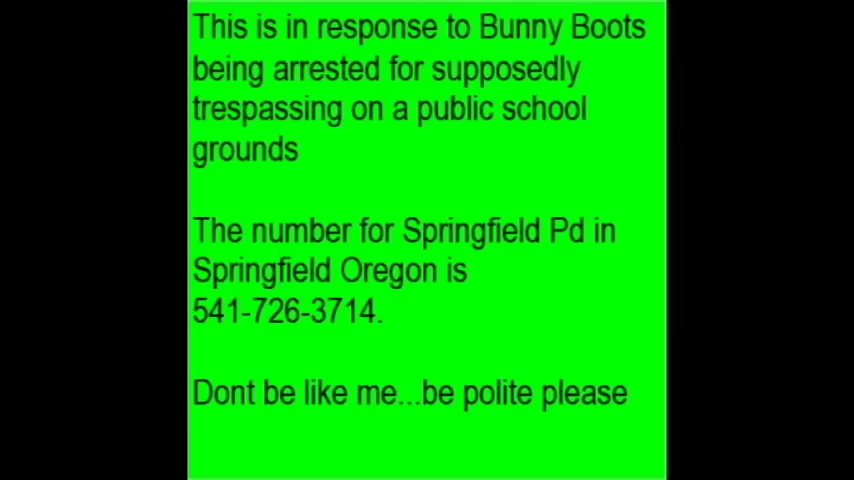 This is in response to Bunny Boots
being arrested for supposedly
trespassing on a public school
grounds
The number for Springfield Pd in
Springfield Oregon is
541-726-3714.
Dont be like me...be polite please